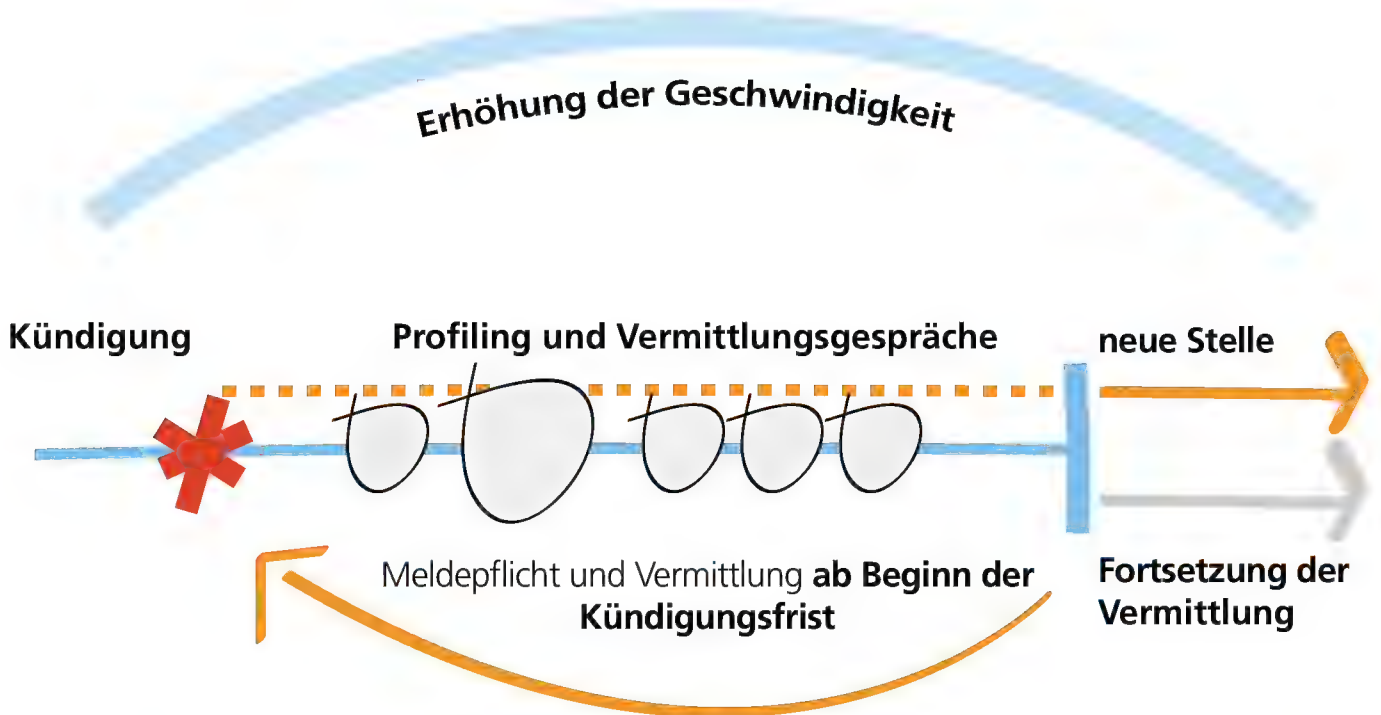 Erhöhung der Geschwindigkeit
Kündigung
Profiling und Vermittlungsgespräche
neue Stelle
Meldepflicht und Vermittlung ab Beginn der
Kündigungsfrist
Fortsetzung der
Vermittlung